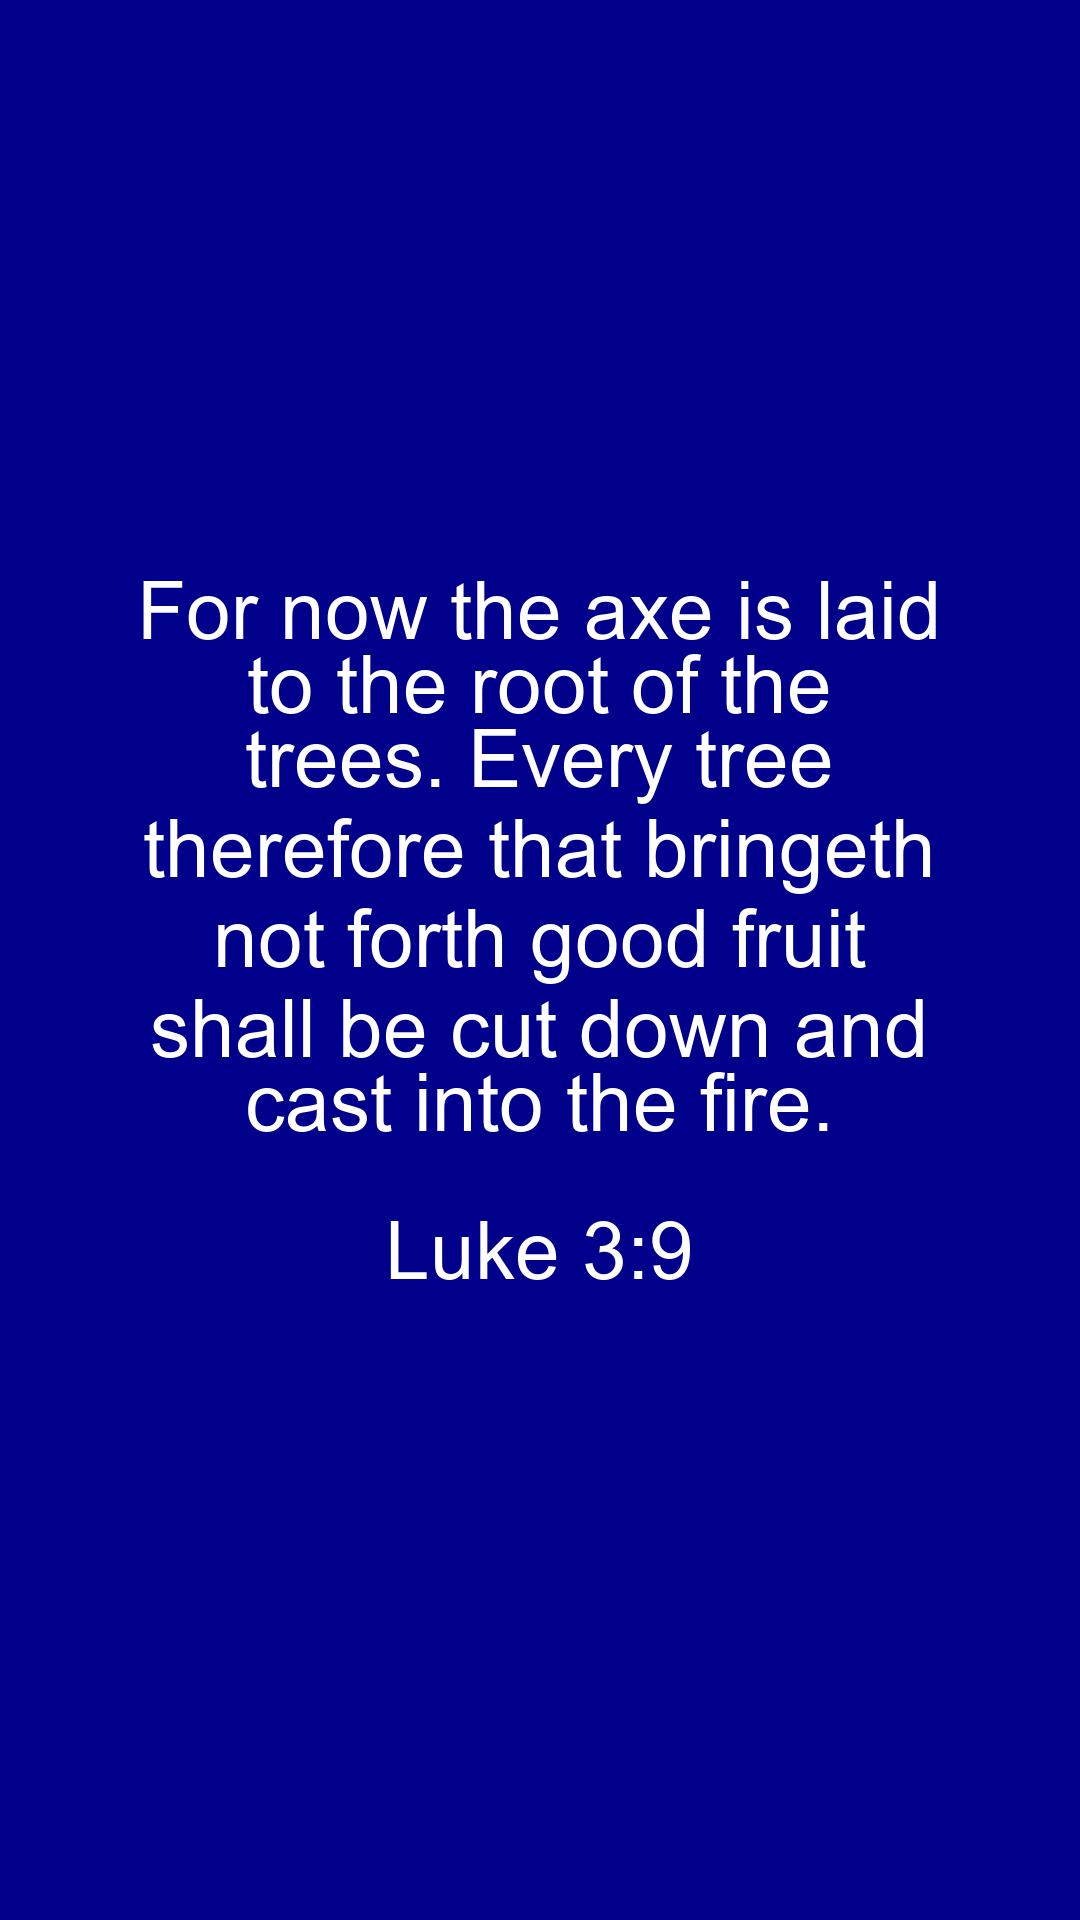 For now the axe is laid
to the root of the
trees. Every tree
therefore that bringeth
not forth good fruit
shall be cut down and
cast into the fire.
Luke 3:9